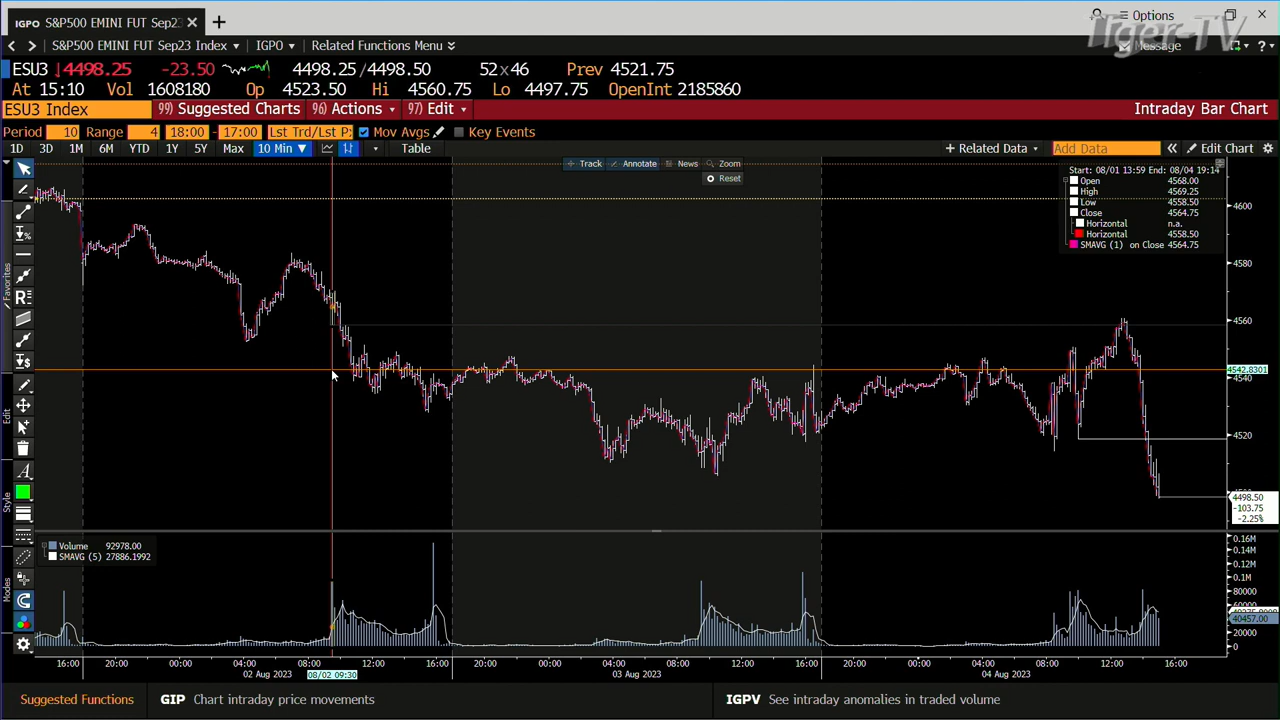 IGPO S&P500 EMINI FUT Sep23 × + Options
Tiger-TV
S&P500 EMINI FUT Sep23 Index IGPO Related Functions Menu Message ?
ESU3 ↓4498.25 -23.50 4498.25/4498.50 52×46 Prev 4521.75
At 15:10 Vol 1608180 Op 4523.50 Hi 4560.75 Lo 4497.75 OpenInt 2185860
ESU3 Index 99) Suggested Charts 96) Actions 97) Edit Intraday Bar Chart
Period 10 Range 4 18:00 - 17:00 Lst Trd/Lst P: Mov Avgs Key Events
1D 3D 1M 6M YTD 1Y 5Y Max 10 Min ▼ Table + Related Data Add Data « Edit Chart
Track Annotate News Zoom
Reset
Start: 08/01 13:59 End: 08/04 19:14
Open 4568.00
High 4569.25
Low 4558.50
Close 4564.75
Horizontal n.a.
Horizontal 4558.50
SMAVG (1) on Close 4564.75
Favorites
Edit
Style
Modes
4600
4580
4560
4542.8301
4540
4520
4498.50
-103.75
-2.25%
Volume 92978.00
SMAVG (5) 27886.1992
0.16M
0.14M
0.12M
0.1M
80000
60000
40457.00
20000
0
16:00 20:00 00:00 04:00 08:00 12:00 16:00 20:00 00:00 04:00 08:00 12:00 16:00 20:00 00:00 04:00 08:00 12:00 16:00
02 Aug 2023 08/02 09:30 03 Aug 2023 04 Aug 2023
Suggested Functions GIP Chart intraday price movements IGPV See intraday anomalies in traded volume